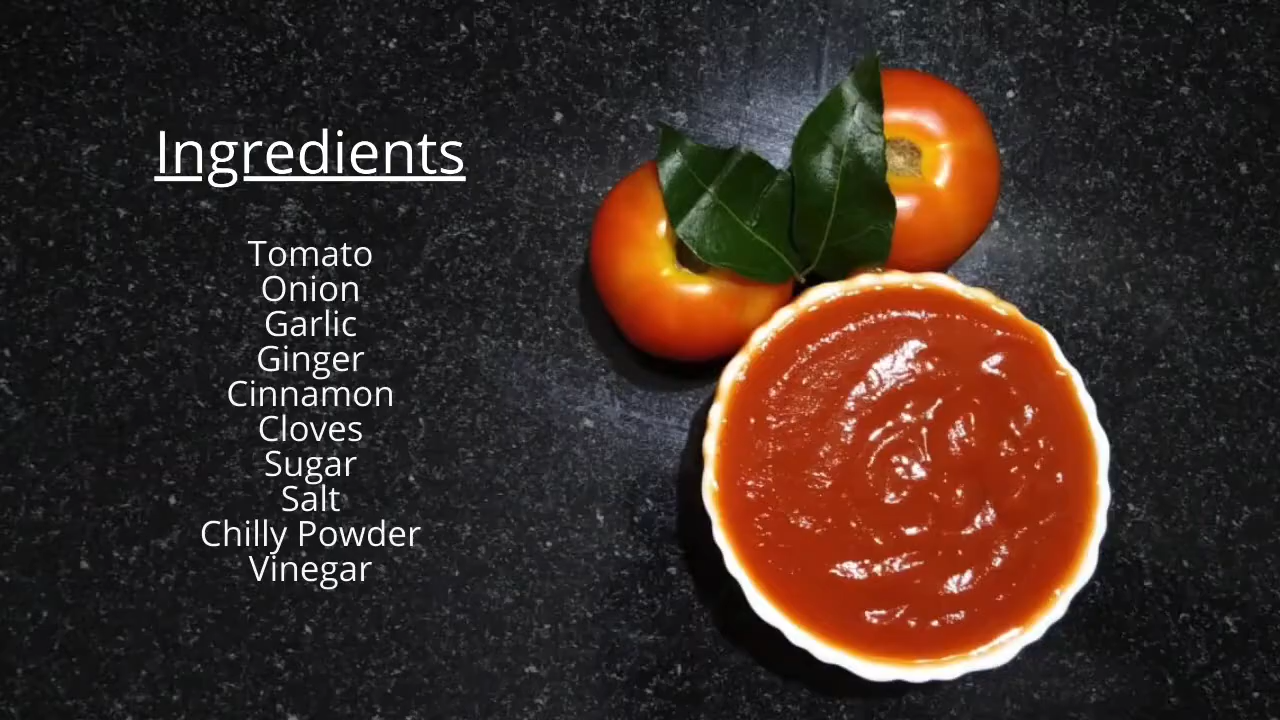 Ingredients
Tomato
Onion
Garlic
Ginger
Cinnamon
Cloves
Sugar
Salt
Chilly Powder
Vinegar